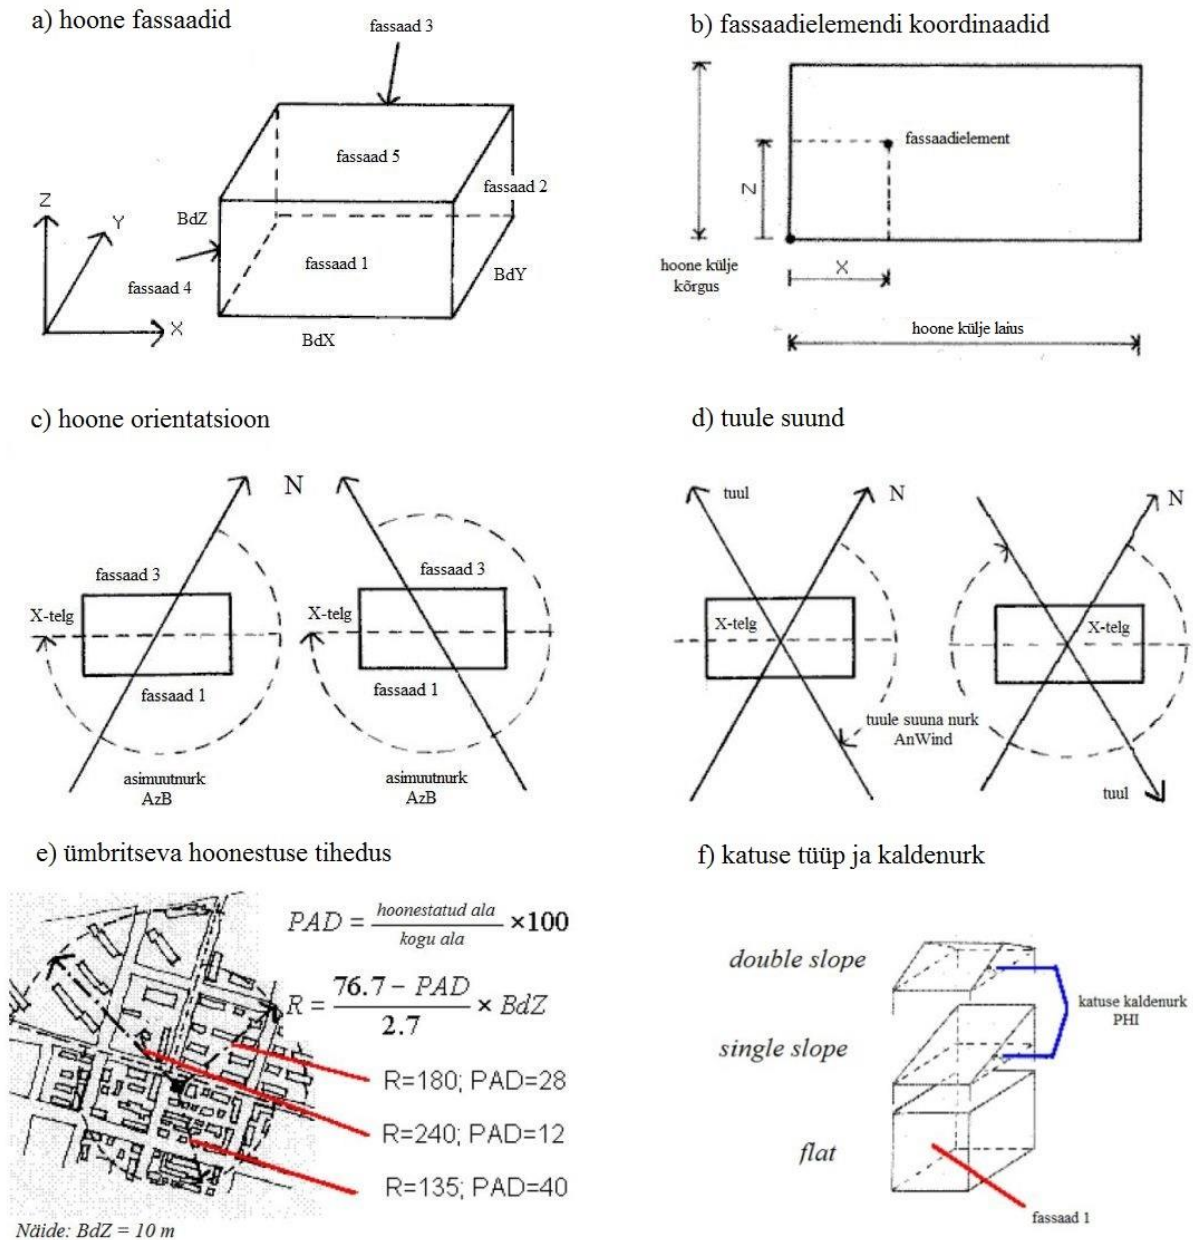 a) hoone fassaadid
fassaad 3
fassaad 5
fassaad 2
Z
Y
BdZ
fassaad 1
fassaad 4
BdY
X
BdX
b) fassaadielemendi koordinaadid
fassaadielement
Z
X
hoone külje
kõrgus
hoone külje laius
c) hoone orientatsioon
N
fassaad 3
fassaad 3
X-telg
X-telg
fassaad 1
fassaad 1
asimuutnurk
AzB
asimuutnurk
AzB
d) tuule suund
tuul
N
N
X-telg
X-telg
tuule suuna nurk
AnWind
tuul
e) ümbritseva hoonestuse tihedus
PAD = hoonestatud ala / kogu ala ×100
R = 76.7 − PAD / 2.7 × BdZ
R=180; PAD=28
R=240; PAD=12
R=135; PAD=40
Näide: BdZ = 10 m
f) katuse tüüp ja kaldenurk
double slope
katuse kaldenurk
PHI
single slope
flat
fassaad 1